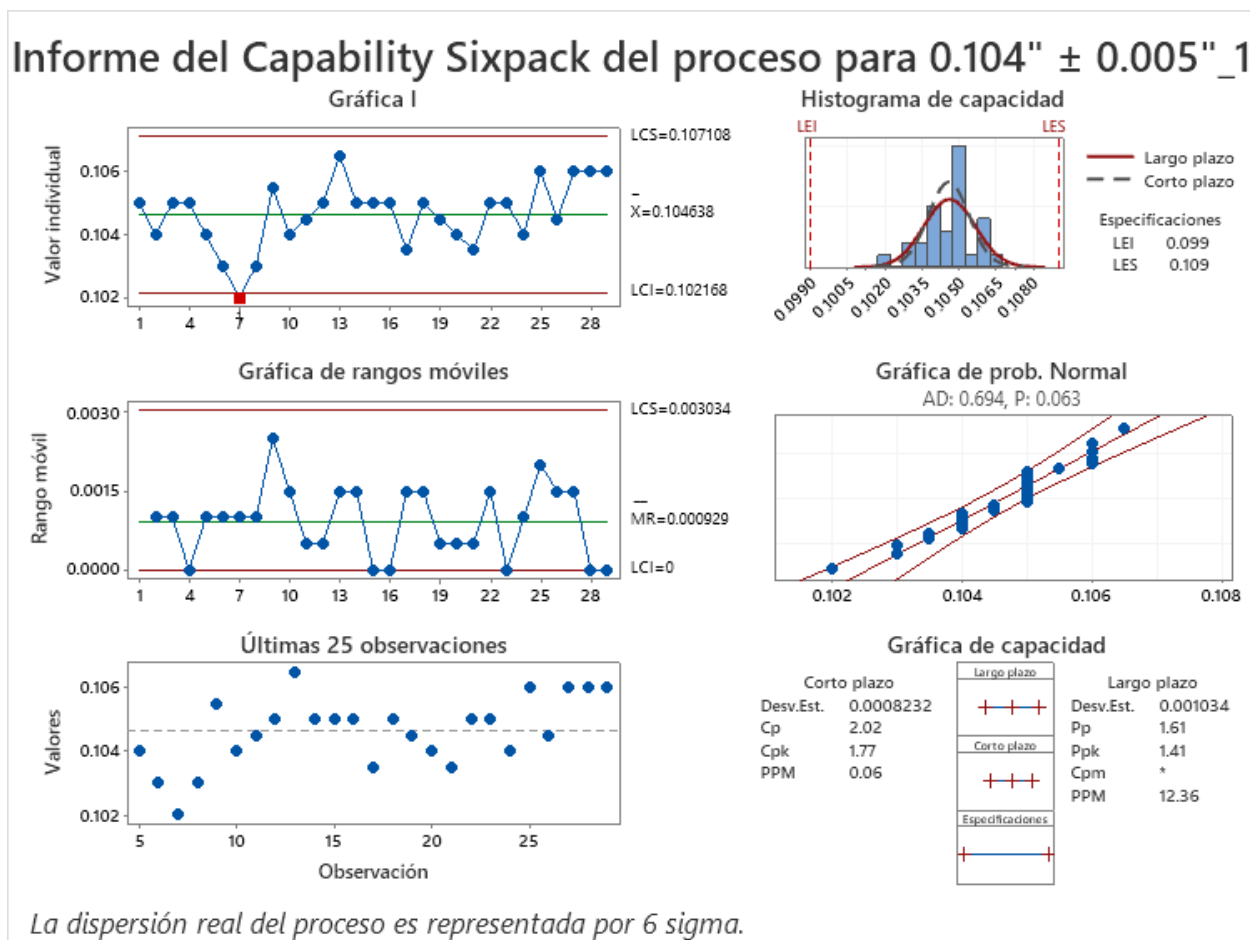 Informe del Capability Sixpack del proceso para 0.104" ± 0.005"_1
Gráfica I
Valor individual
0.106
0.104
0.102
1 4 7 10 13 16 19 22 25 28
1
LCS=0.107108
X=0.104638
LCI=0.102168
Histograma de capacidad
LEI LES
0.0990 0.1005 0.1020 0.1035 0.1050 0.1065 0.1080
Largo plazo
Corto plazo
Especificaciones
LEI 0.099
LES 0.109
Gráfica de rangos móviles
Rango móvil
0.0030
0.0015
0.0000
1 4 7 10 13 16 19 22 25 28
LCS=0.003034
MR=0.000929
LCI=0
Gráfica de prob. Normal
AD: 0.694, P: 0.063
0.102 0.104 0.106 0.108
Últimas 25 observaciones
Valores
0.106
0.104
0.102
5 10 15 20 25
Observación
Gráfica de capacidad
Corto plazo
Desv.Est. 0.0008232
Cp 2.02
Cpk 1.77
PPM 0.06
Largo plazo
Corto plazo
Especificaciones
Largo plazo
Desv.Est. 0.001034
Pp 1.61
Ppk 1.41
Cpm *
PPM 12.36
La dispersión real del proceso es representada por 6 sigma.